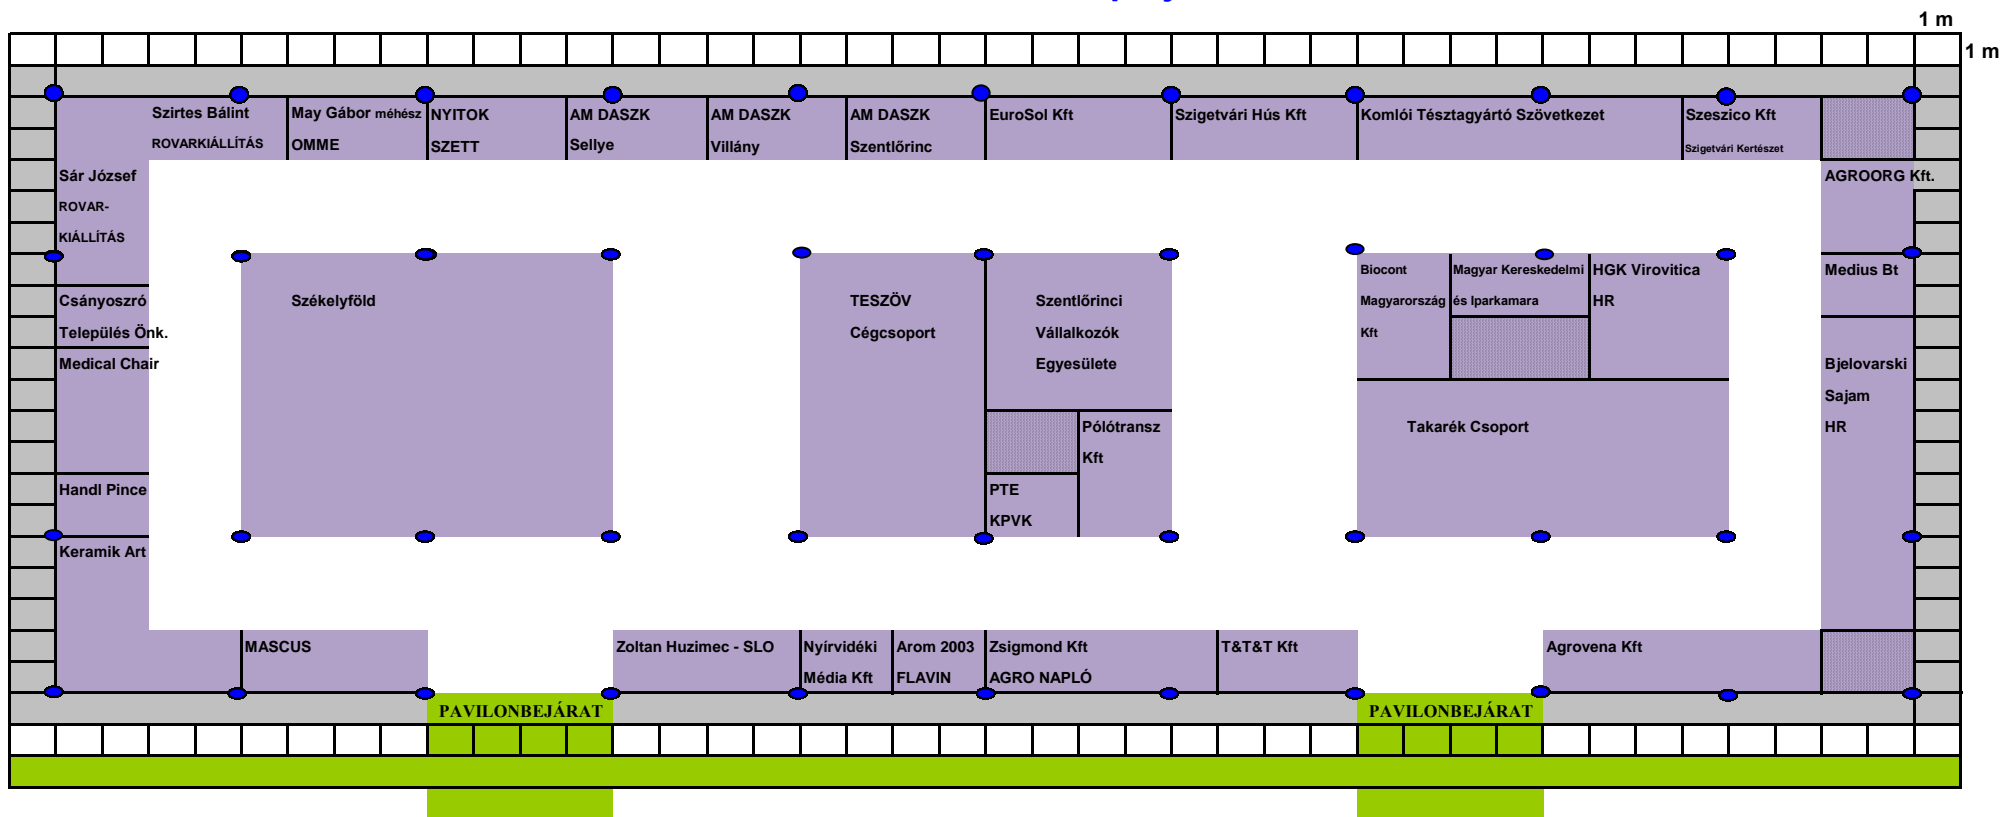 1 m
1 m
Szirtes Bálint
ROVARKIÁLLÍTÁS
May Gábor méhész
OMME
NYITOK
SZETT
AM DASZK
Sellye
AM DASZK
Villány
AM DASZK
Szentlőrinc
EuroSol Kft
Szigetvári Hús Kft
Komlói Tésztagyártó Szövetkezet
Szeszico Kft
Szigetvári Kertészet
Sár József
ROVAR-
KIÁLLÍTÁS
AGROORG Kft.
Csányoszró
Település Önk.
Medical Chair
Handl Pince
Keramik Art
Székelyföld
TESZÖV
Cégcsoport
Szentlőrinci
Vállalkozók
Egyesülete
Pólótransz
Kft
PTE
KPVK
Biocont
Magyarország
Kft
Magyar Kereskedelmi
és Iparkamara
HGK Virovitica
HR
Takarék Csoport
Medius Bt
Bjelovarski
Sajam
HR
MASCUS
Zoltan Huzimec - SLO
Nyírvidéki
Média Kft
Arom 2003
FLAVIN
Zsigmond Kft
AGRO NAPLÓ
T&T&T Kft
Agrovena Kft
PAVILONBEJÁRAT
PAVILONBEJÁRAT